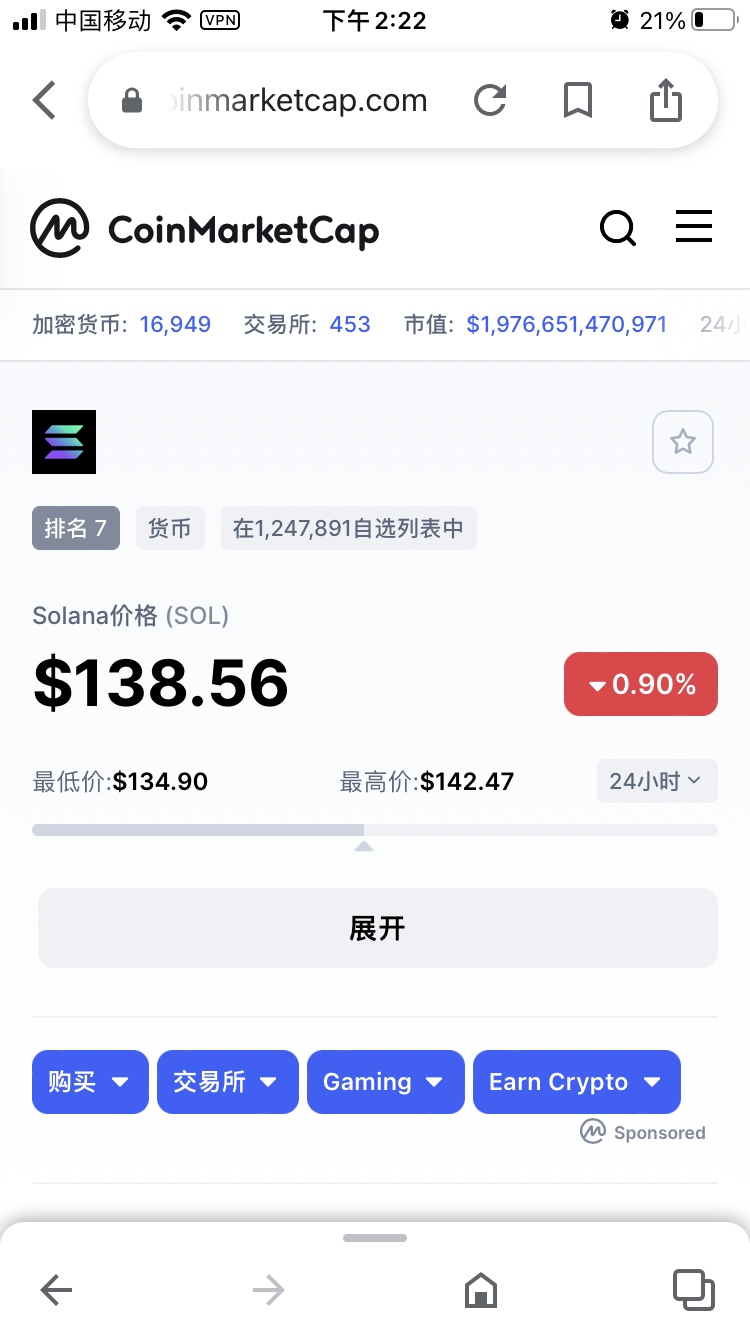 中国移动 VPN 下午2:22 21%
inmarketcap.com
CoinMarketCap
加密货币: 16,949 交易所: 453 市值: $1,976,651,470,971 24小
排名 7 货币 在1,247,891自选列表中
Solana价格 (SOL)
$138.56 0.90%
最低价:$134.90 最高价:$142.47 24小时
展开
购买 交易所 Gaming Earn Crypto
Sponsored